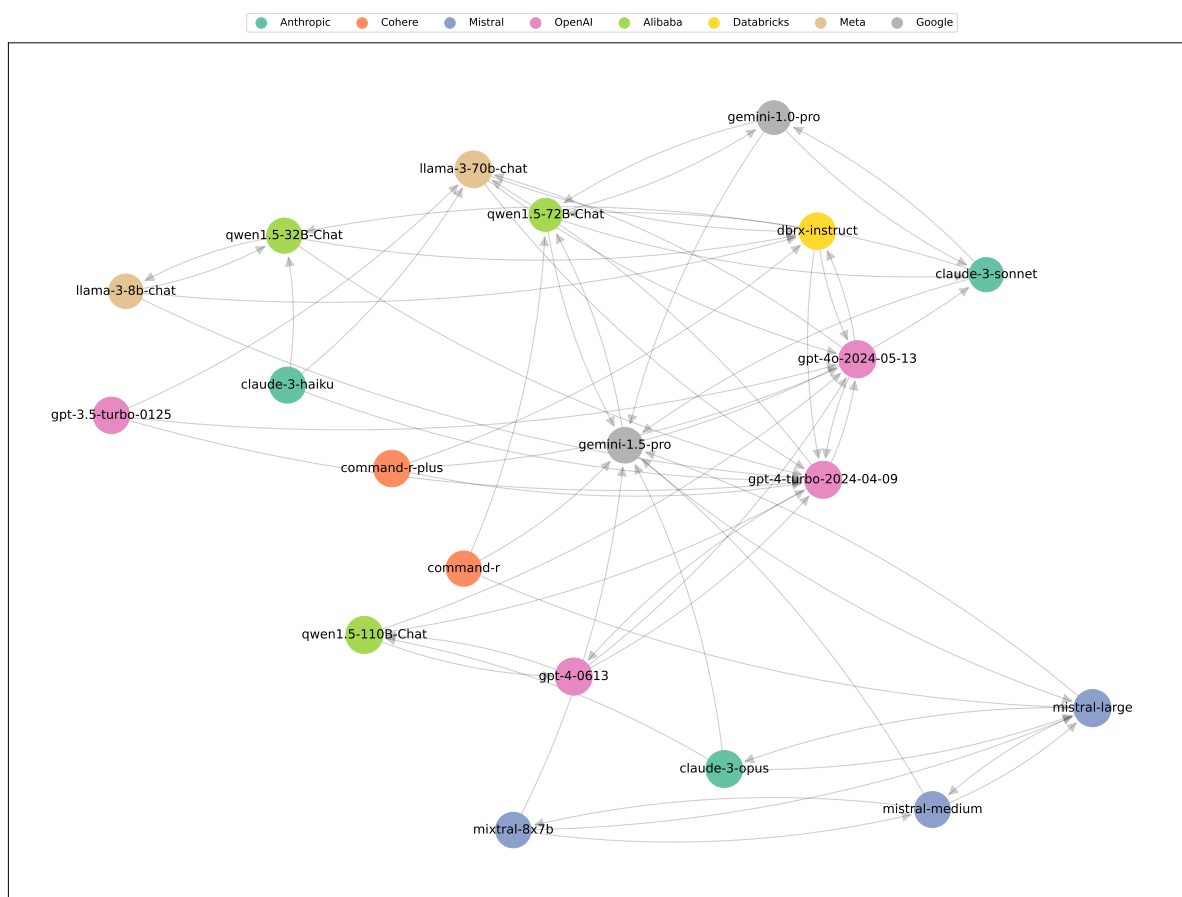 Anthropic Cohere Mistral OpenAI Alibaba Databricks Meta Google
gemini-1.0-pro
llama-3-70b-chat
qwen1.5-72B-Chat
dbrx-instruct
qwen1.5-32B-Chat
claude-3-sonnet
llama-3-8b-chat
gpt-4o-2024-05-13
claude-3-haiku
gpt-3.5-turbo-0125
gemini-1.5-pro
command-r-plus
gpt-4-turbo-2024-04-09
command-r
qwen1.5-110B-Chat
gpt-4-0613
mistral-large
claude-3-opus
mistral-medium
mixtral-8x7b